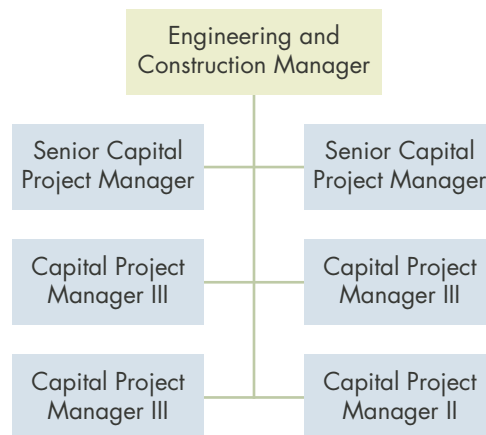 Engineering and
Construction Manager
Senior Capital
Project Manager
Senior Capital
Project Manager
Capital Project
Manager III
Capital Project
Manager III
Capital Project
Manager III
Capital Project
Manager II